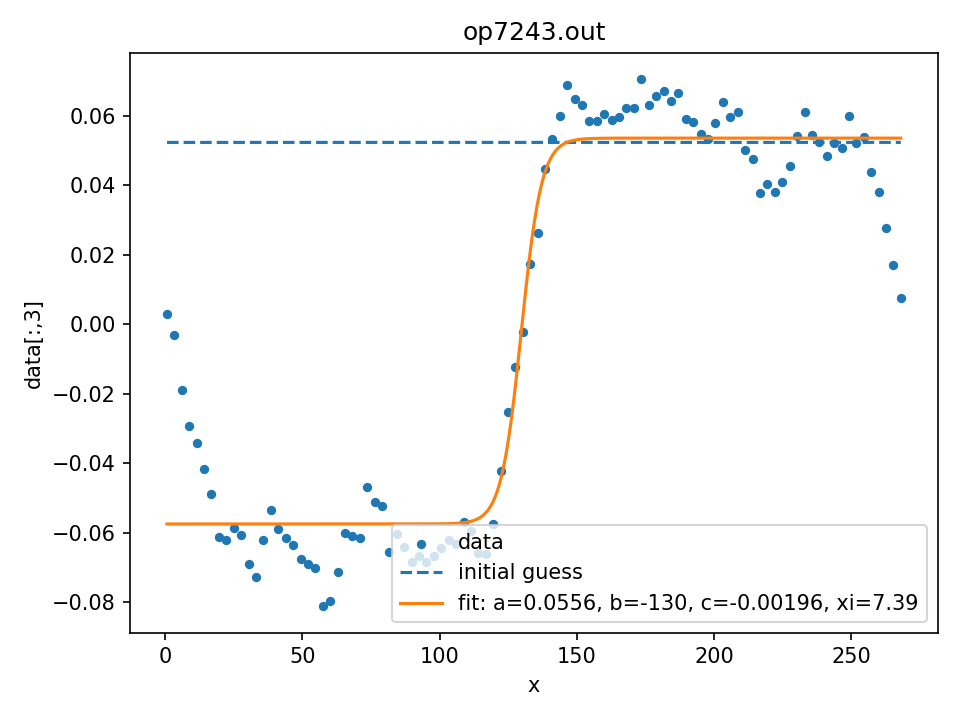 op7243.out
data[:,3]
0.06
0.04
0.02
0.00
−0.02
−0.04
−0.06
−0.08
data
initial guess
fit: a=0.0556, b=-130, c=-0.00196, xi=7.39
0 50 100 150 200 250
x